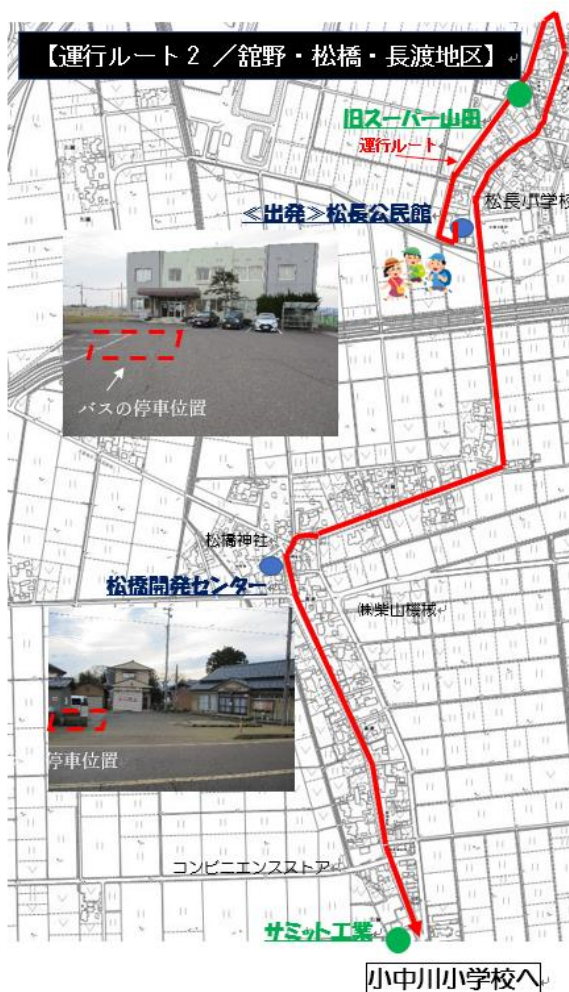 【運行ルート2／舘野・松橋・長渡地区】
旧スーパー山田
運行ルート
松長小学校
≪出発≫松長公民館
バスの停車位置
松橋神社
松橋開発センター
㈱柴山機械
停車位置
コンビニエンスストア
サミット工業
小中川小学校へ